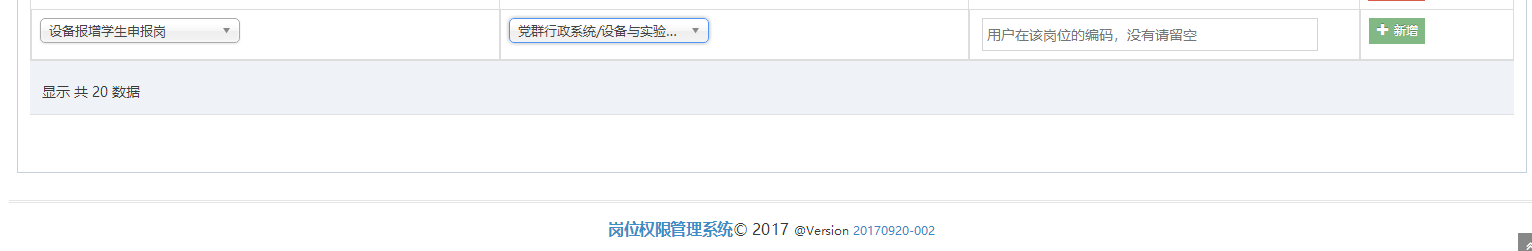 设备报增学生申报岗 党群行政系统/设备与实验... 用户在该岗位的编码，没有请留空 新增
显示 共 20 数据
岗位权限管理系统© 2017 @Version 20170920-002